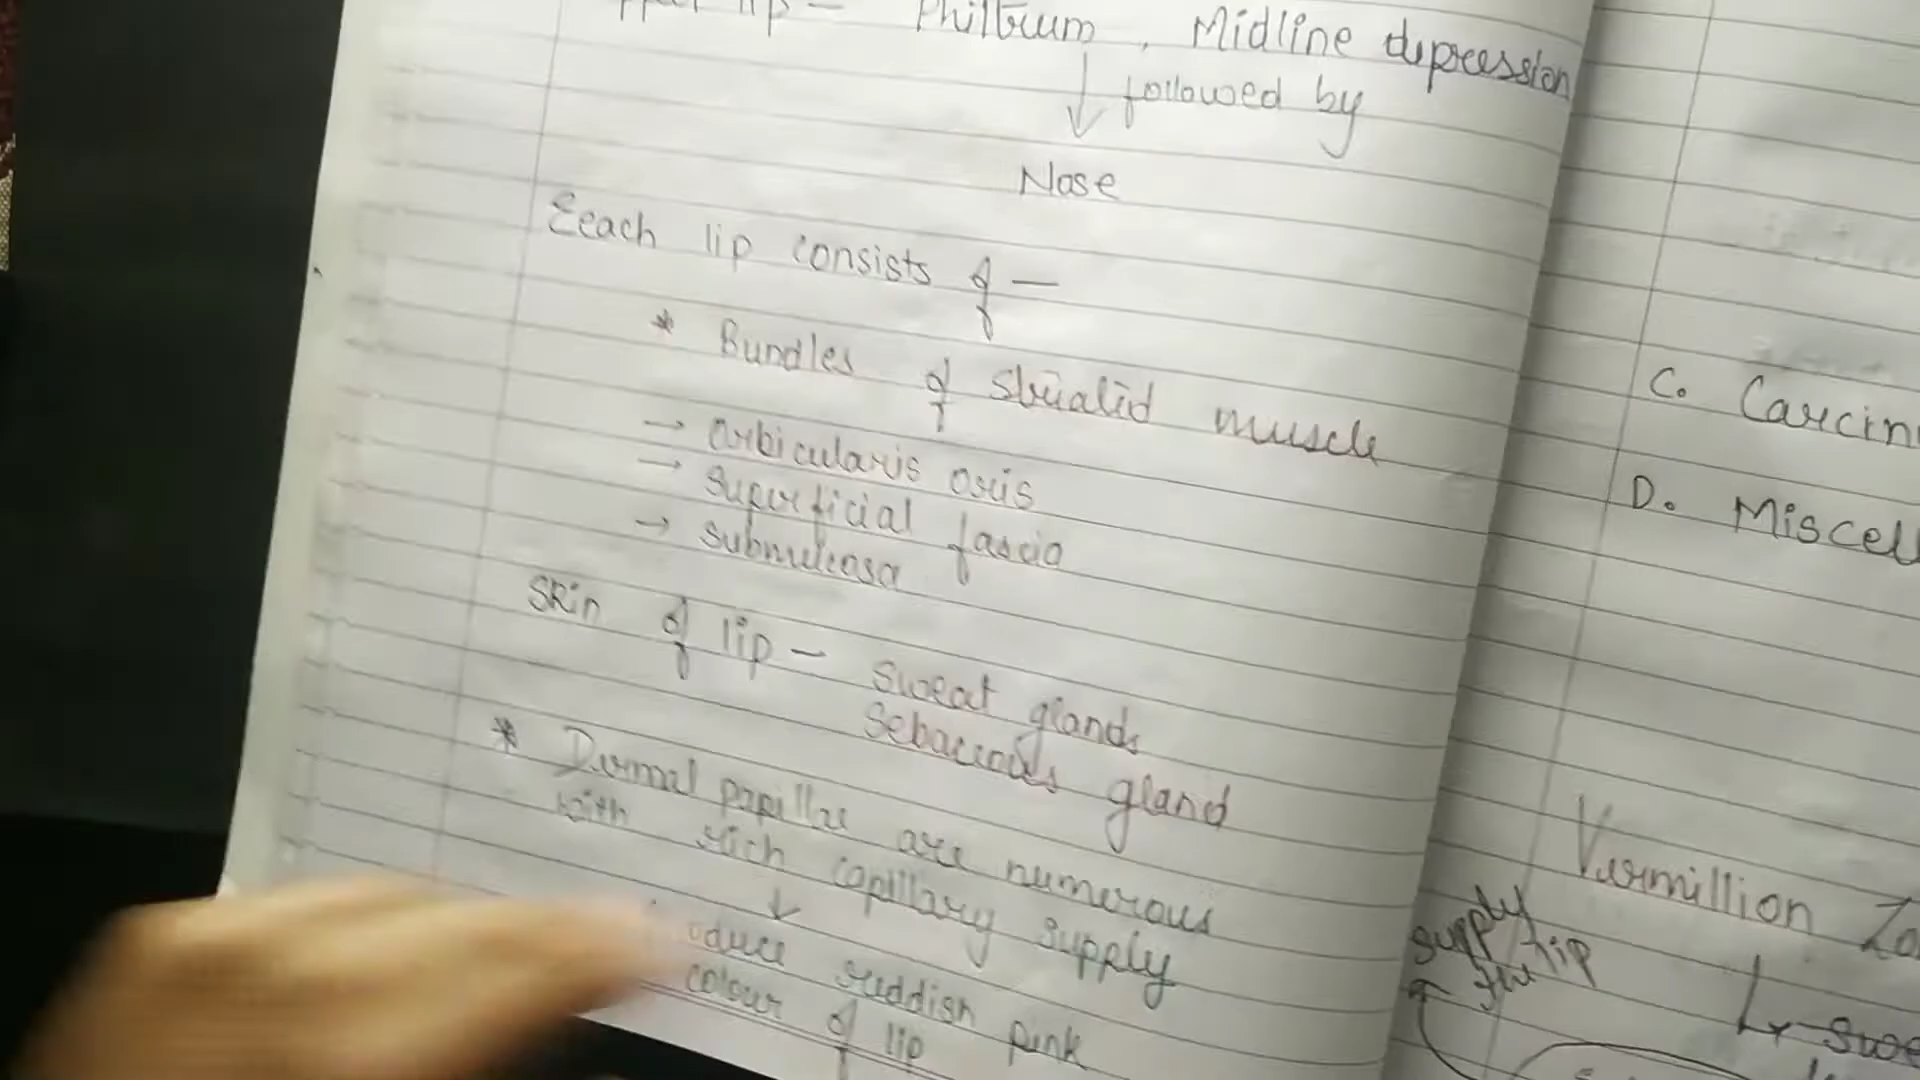 lip - Philtrum, Midline depression
↓ followed by
Nose
Eeach lip consists of -
* Bundles of striated muscle
→ orbicularis oris
→ superficial fascia
→ submucosa
Skin of lip - sweat glands
Sebaceous gland
* Dermal papillae are numerous
with rich capillary supply
↓
reddish pink
colour of lip
C.
D.
Vermillion
supply
lip
the